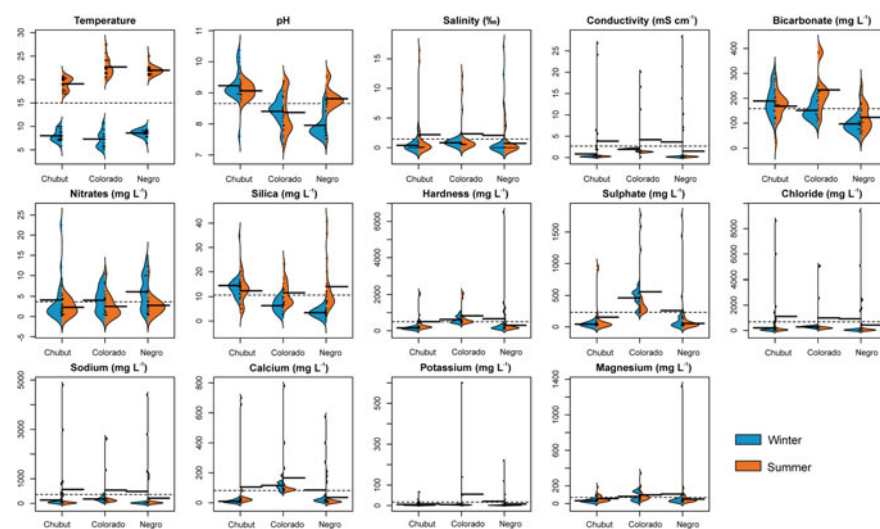 Temperature
30
25
20
15
10
5
Chubut Colorado Negro
pH
11
10
9
8
7
Chubut Colorado Negro
Salinity (‰)
15
10
5
0
Chubut Colorado Negro
Conductivity (mS cm⁻¹)
25
20
15
10
5
0
Chubut Colorado Negro
Bicarbonate (mg L⁻¹)
400
300
200
100
0
Chubut Colorado Negro
Nitrates (mg L⁻¹)
25
20
15
10
5
0
-5
Chubut Colorado Negro
Silica (mg L⁻¹)
40
30
20
10
0
Chubut Colorado Negro
Hardness (mg L⁻¹)
6000
4000
2000
0
Chubut Colorado Negro
Sulphate (mg L⁻¹)
1500
1000
500
0
Chubut Colorado Negro
Chloride (mg L⁻¹)
10000
8000
6000
4000
2000
0
Chubut Colorado Negro
Sodium (mg L⁻¹)
5000
3000
1000
0
Chubut Colorado Negro
Calcium (mg L⁻¹)
800
600
400
200
0
Chubut Colorado Negro
Potassium (mg L⁻¹)
600
500
400
300
200
100
0
Chubut Colorado Negro
Magnesium (mg L⁻¹)
1400
1000
600
400
200
0
Chubut Colorado Negro
Winter
Summer